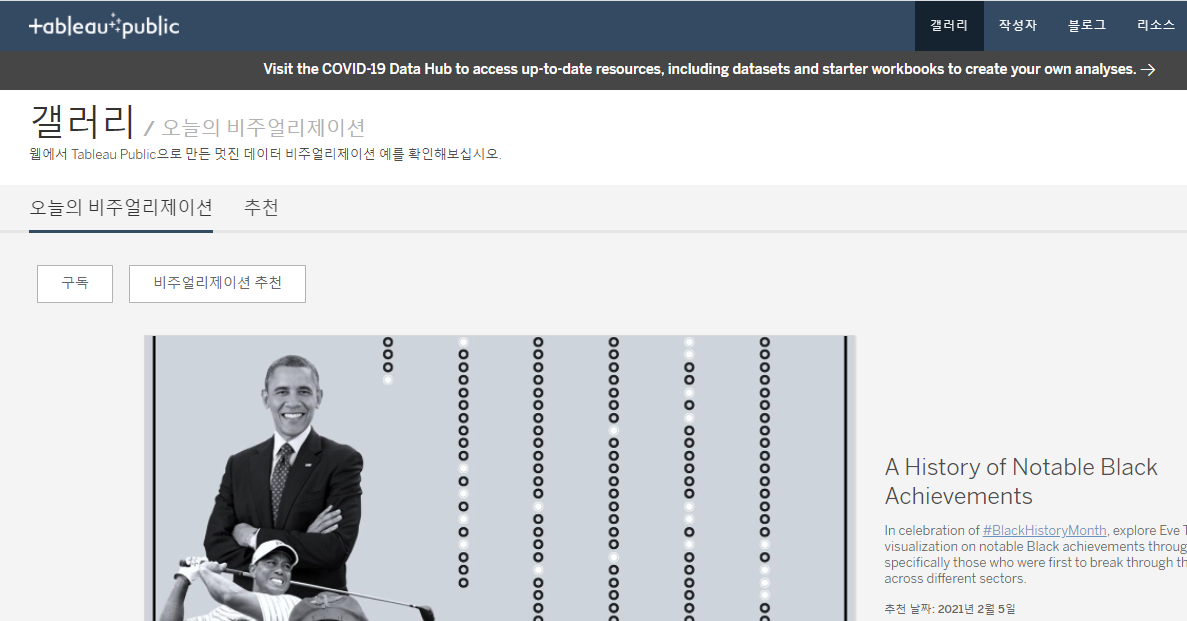 tableau public
갤러리
작성자
블로그
리소스
Visit the COVID-19 Data Hub to access up-to-date resources, including datasets and starter workbooks to create your own analyses. →
갤러리 / 오늘의 비주얼리제이션
웹에서 Tableau Public으로 만든 멋진 데이터 비주얼리제이션 예를 확인해보십시오.
오늘의 비주얼리제이션
추천
구독
비주얼리제이션 추천
A History of Notable Black
Achievements
In celebration of #BlackHistoryMonth, explore Eve
visualization on notable Black achievements
specifically those who were first to break through
across different sectors.
추천 날짜: 2021년 2월 5일